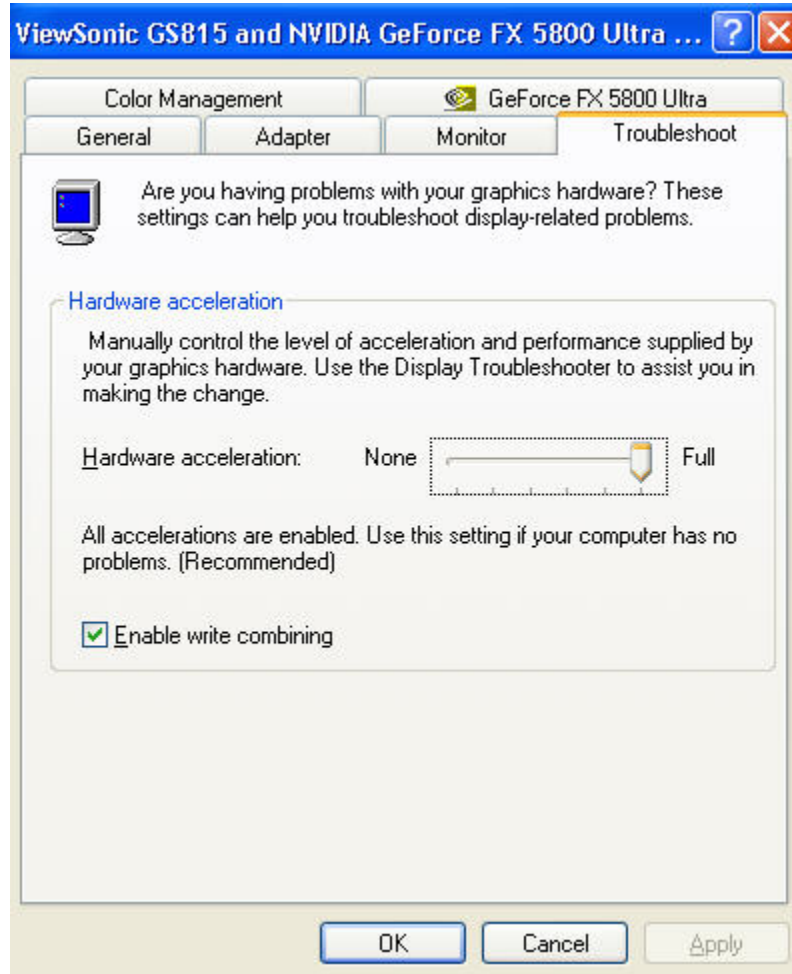 ViewSonic GS815 and NVIDIA GeForce FX 5800 Ultra ...
Color Management
GeForce FX 5800 Ultra
General
Adapter
Monitor
Troubleshoot
Are you having problems with your graphics hardware? These
settings can help you troubleshoot display-related problems.
Hardware acceleration
Manually control the level of acceleration and performance supplied by
your graphics hardware. Use the Display Troubleshooter to assist you in
making the change.
Hardware acceleration:
None
Full
All accelerations are enabled. Use this setting if your computer has no
problems. (Recommended)
Enable write combining
OK
Cancel
Apply